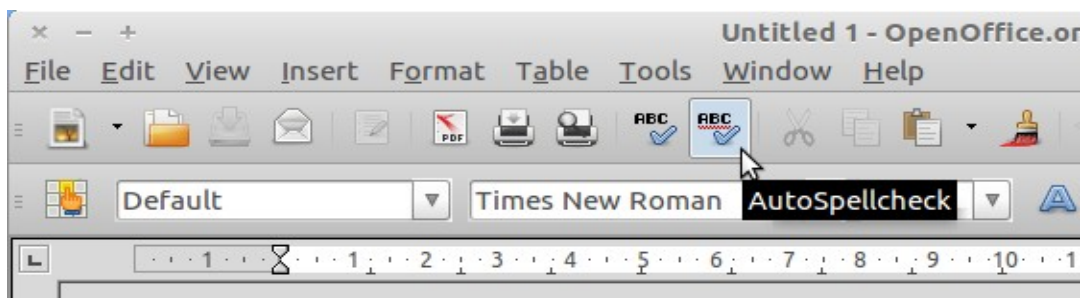 Untitled 1 - OpenOffice.or
File Edit View Insert Format Table Tools Window Help
PDF ABC ABC
Default Times New Roman AutoSpellcheck
1 1 2 3 4 5 6 7 8 9 10 1